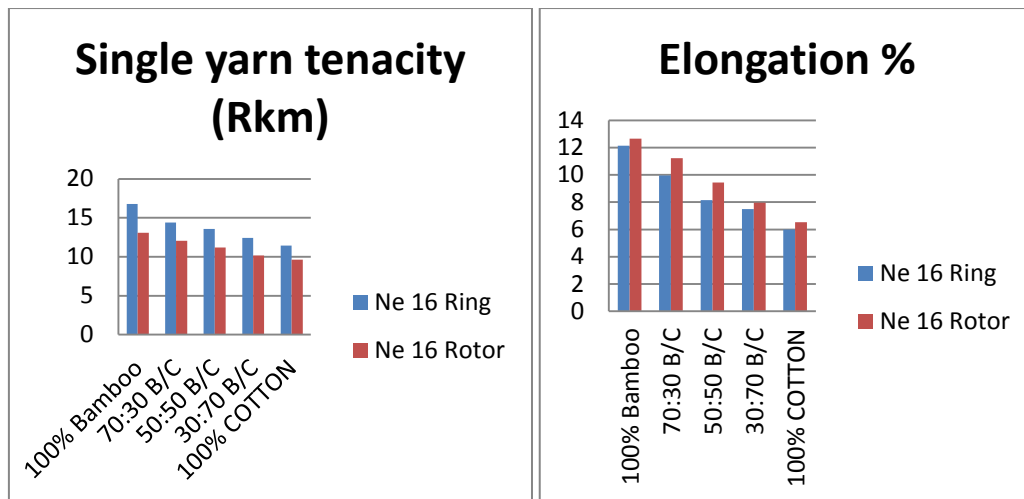 Single yarn tenacity
(Rkm)
20
15
10
5
0
100% Bamboo
70:30 B/C
50:50 B/C
30:70 B/C
100% COTTON
Ne 16 Ring
Ne 16 Rotor
Elongation %
14
12
10
8
6
4
2
0
100% Bamboo
70:30 B/C
50:50 B/C
30:70 B/C
100% COTTON
Ne 16 Ring
Ne 16 Rotor